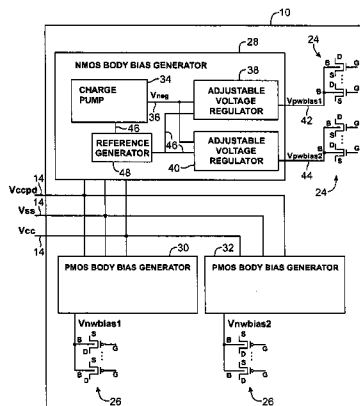 10
28
24
NMOS BODY BIAS GENERATOR
34
38
CHARGE PUMP
Vneg
36
ADJUSTABLE VOLTAGE REGULATOR
Vpwbias1
42
D
B
G
S
D
S
G
46
46
REFERENCE GENERATOR
48
ADJUSTABLE VOLTAGE REGULATOR
40
Vpwbias2
44
D
B
G
S
D
S
G
24
Vccpd
14
Vss
14
Vcc
14
30
32
PMOS BODY BIAS GENERATOR
PMOS BODY BIAS GENERATOR
Vnwbias1
Vnwbias2
S
B
G
D
S
D
G
26
S
B
G
D
S
D
G
26